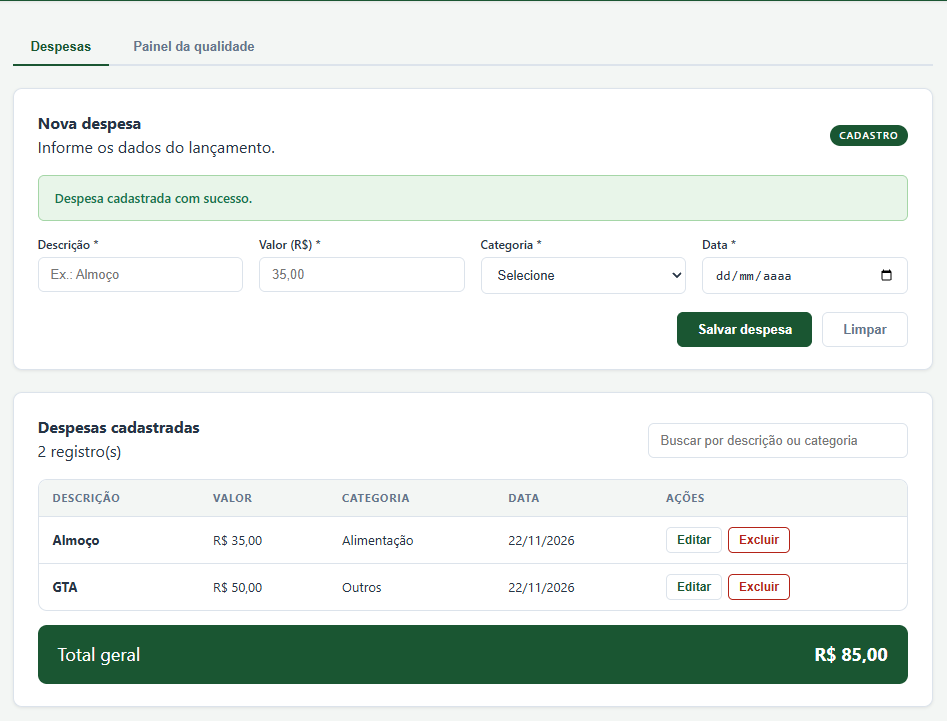 Despesas Painel da qualidade
Nova despesa
Informe os dados do lançamento.
CADASTRO
Despesa cadastrada com sucesso.
Descrição * Valor (R$) * Categoria * Data *
Ex.: Almoço 35,00 Selecione dd/mm/aaaa
Salvar despesa Limpar
Despesas cadastradas
2 registro(s)
Buscar por descrição ou categoria
DESCRIÇÃO VALOR CATEGORIA DATA AÇÕES
Almoço R$ 35,00 Alimentação 22/11/2026 Editar Excluir
GTA R$ 50,00 Outros 22/11/2026 Editar Excluir
Total geral R$ 85,00